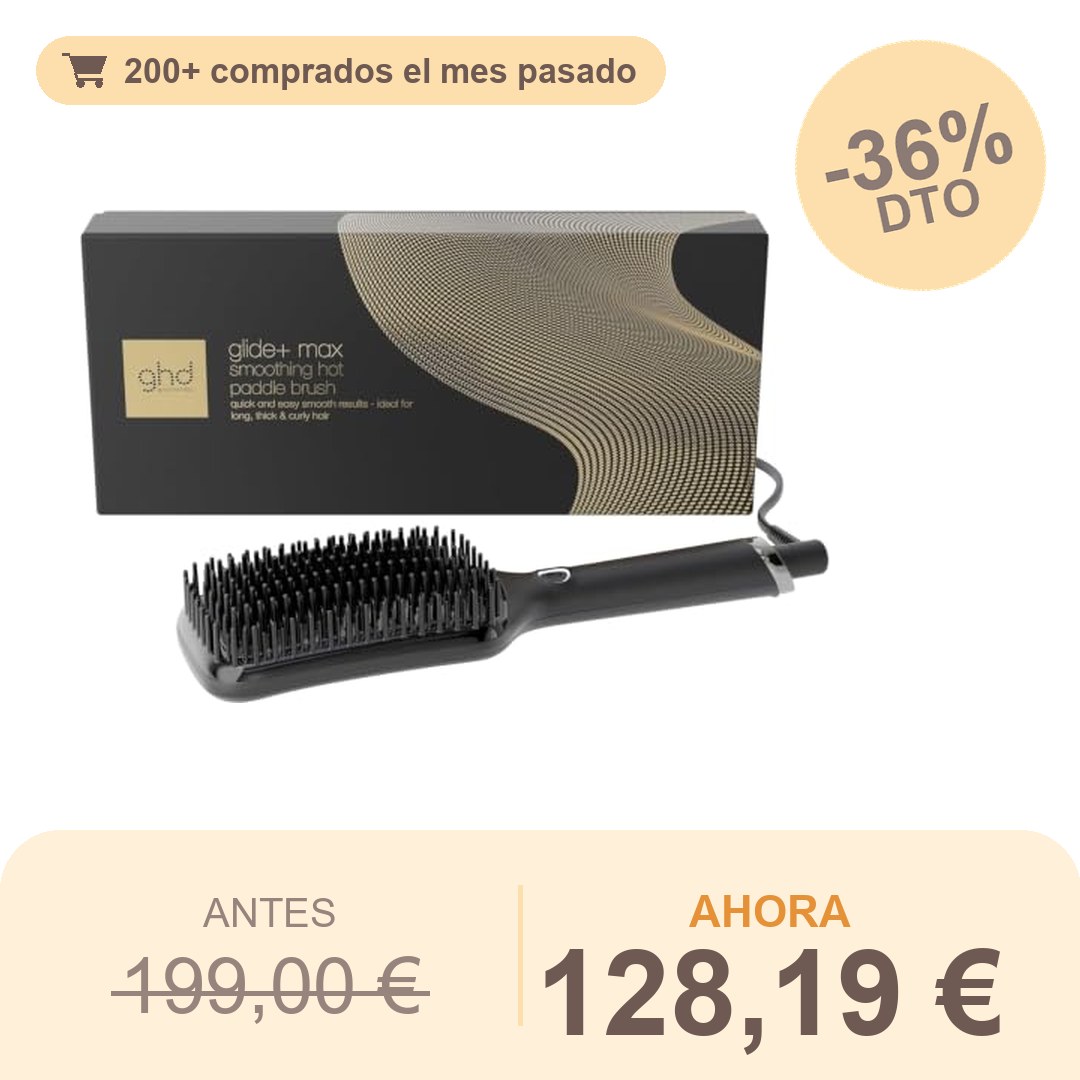 200+ comprados el mes pasado
-36%
DTO
ghd
glide+ max
smoothing hot
paddle brush
quick and easy smooth results - ideal for
long, thick & curly hair
ANTES
199,00 €
AHORA
128,19 €